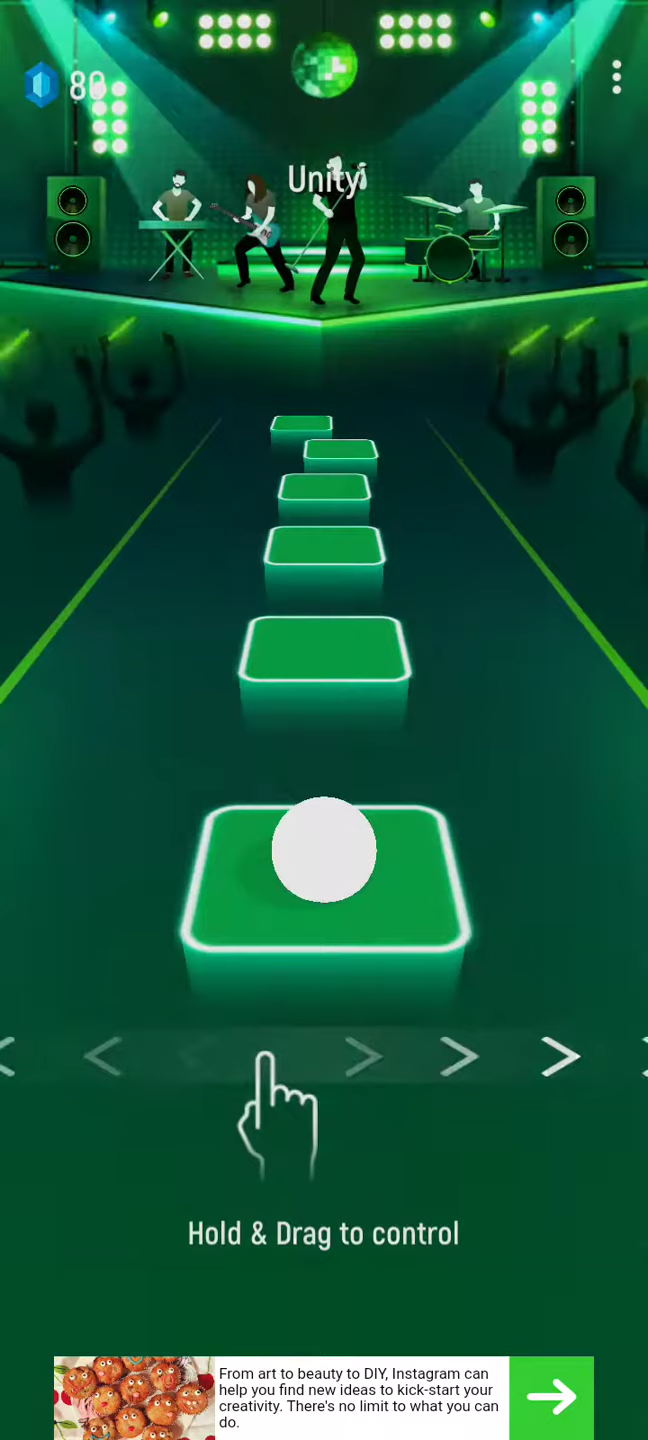 80
Unity
Hold & Drag to control
From art to beauty to DIY, Instagram can
help you find new ideas to kick-start your
creativity. There's no limit to what you can
do.